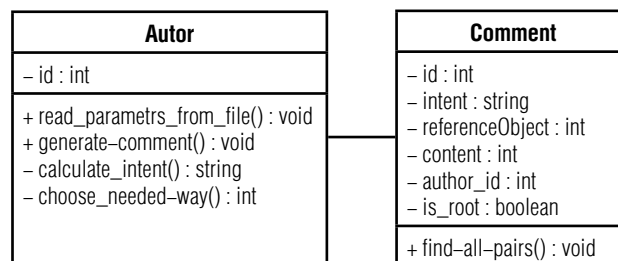 Autor
– id : int
+ read_parametrs_from_file() : void
+ generate–comment() : void
– calculate_intent() : string
– choose_needed–way() : int
Comment
– id : int
– intent : string
– referenceObject : int
– content : int
– author_id : int
– is_root : boolean
+ find–all–pairs() : void